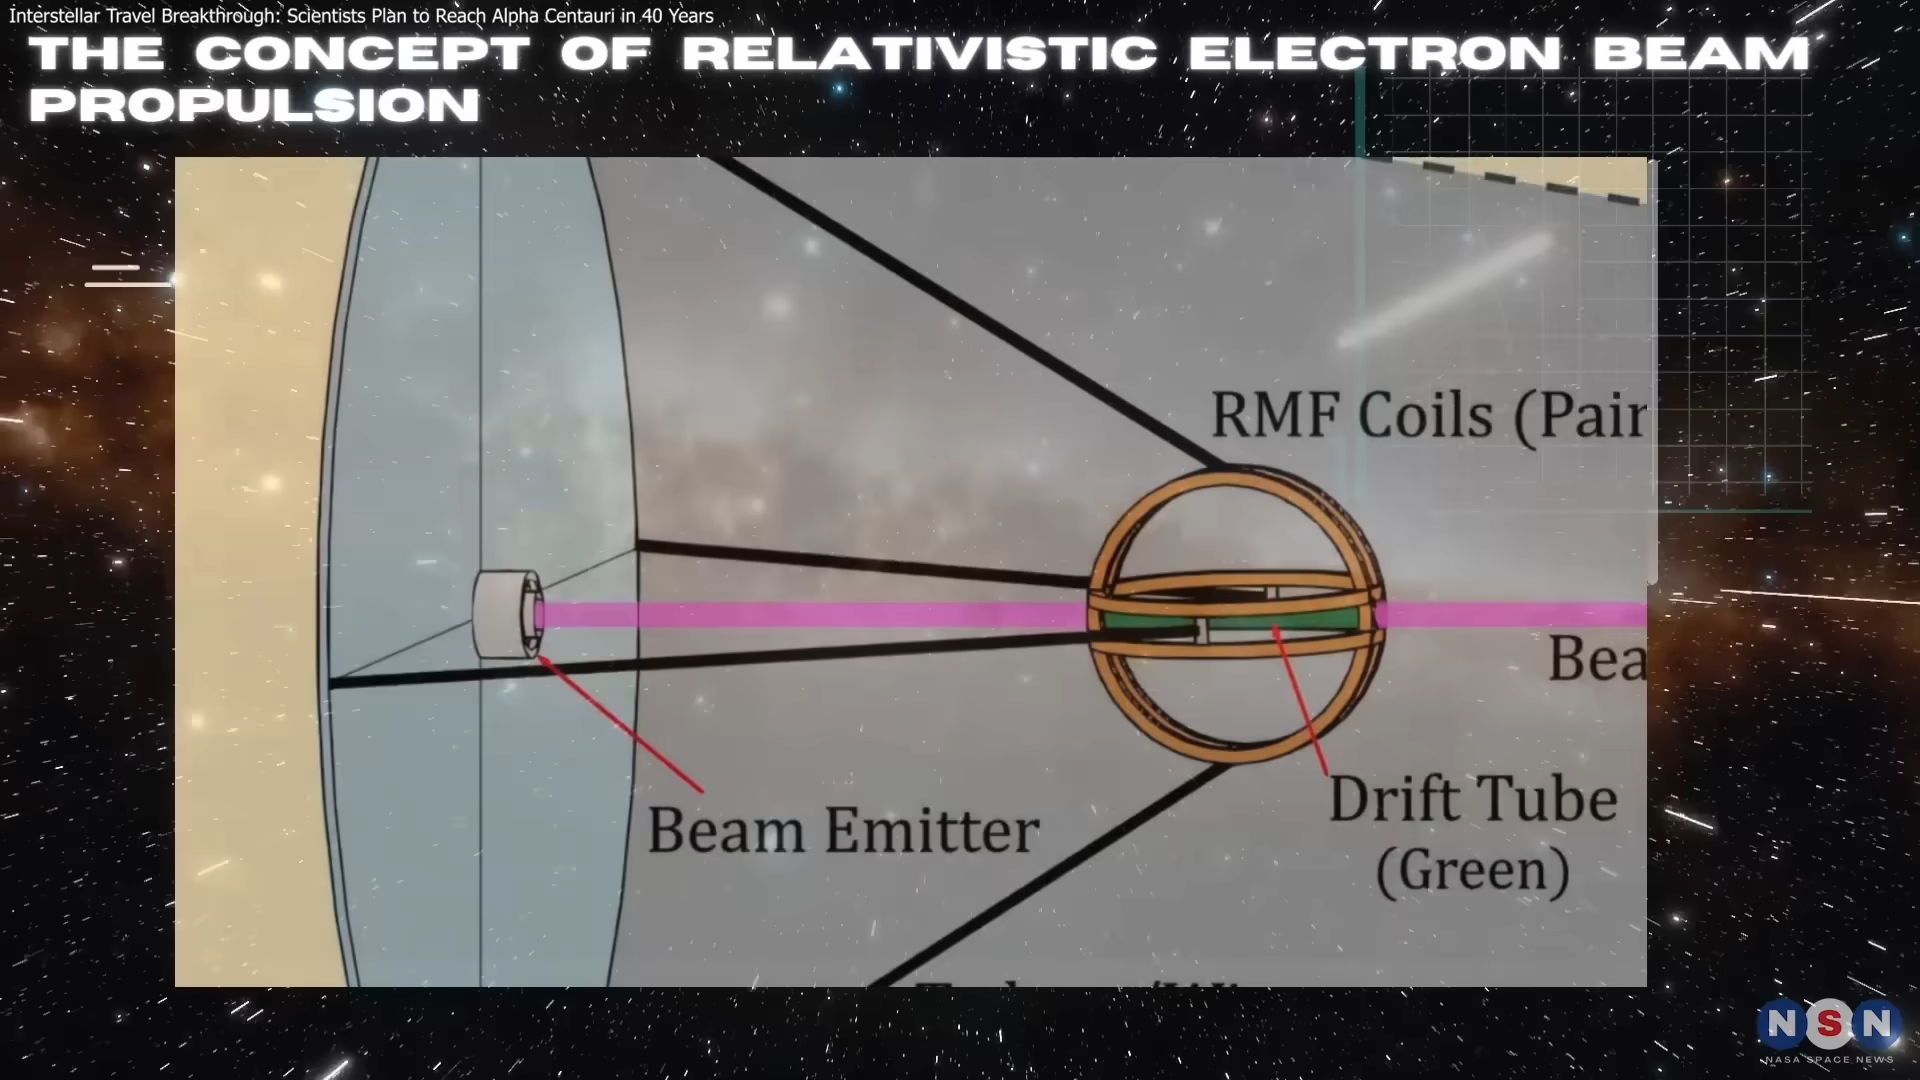 Interstellar Travel Breakthrough: Scientists Plan to Reach Alpha Centauri in 40 Years
THE CONCEPT OF RELATIVISTIC ELECTRON BEAM
PROPULSION
RMF Coils (Pair
Bea
Beam Emitter
Drift Tube
(Green)
NSN
NASA SPACE NEWS